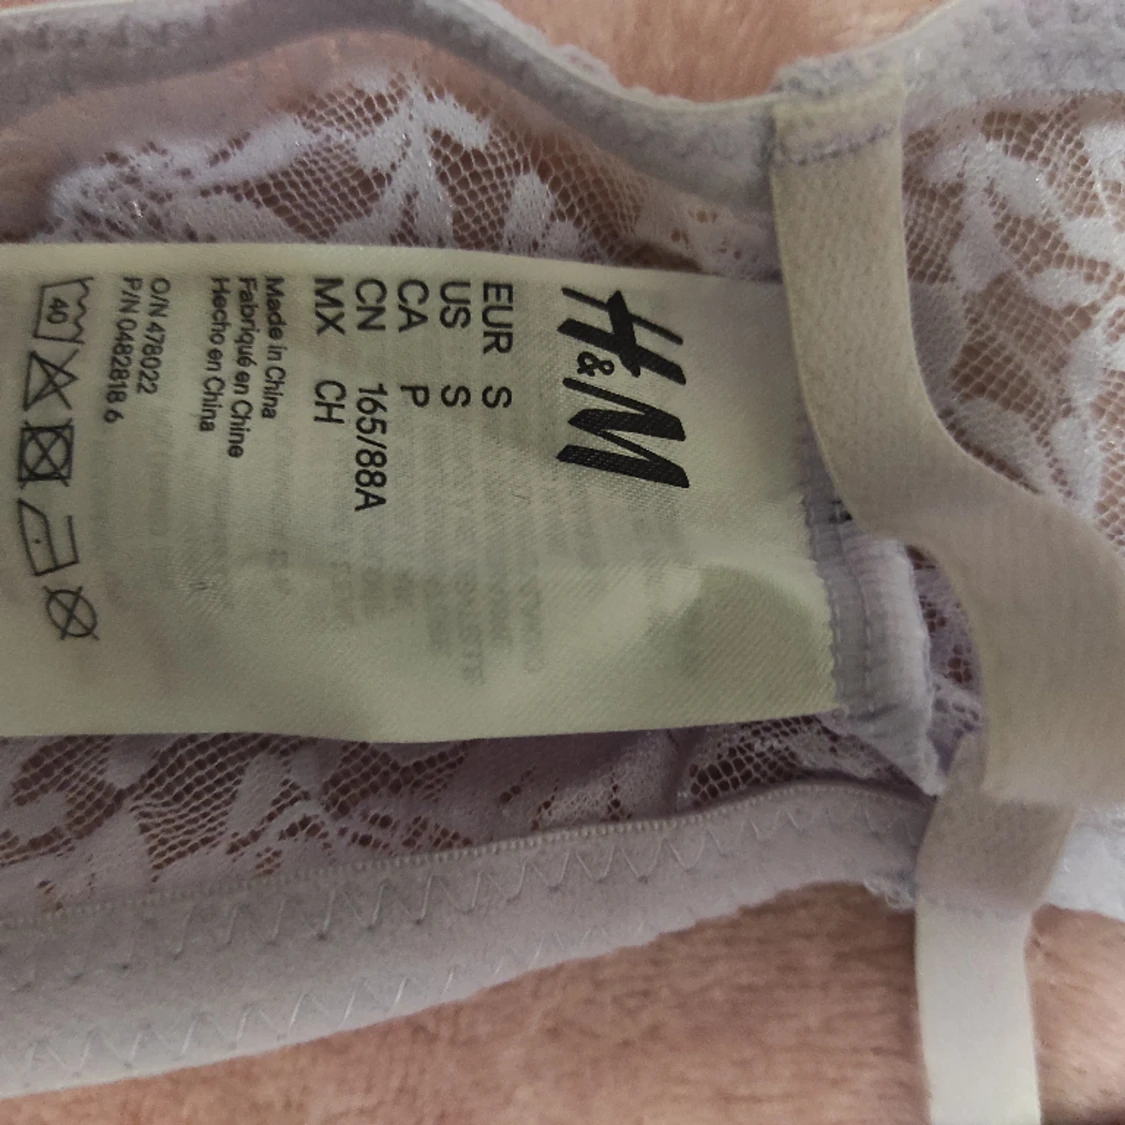 H&M
EUR S
US S
CA P
CN 165/88A
MX CH
Made in China
Fabriqué en Chine
Hecho en China
O/N 478022
P/N 0482818 6
40